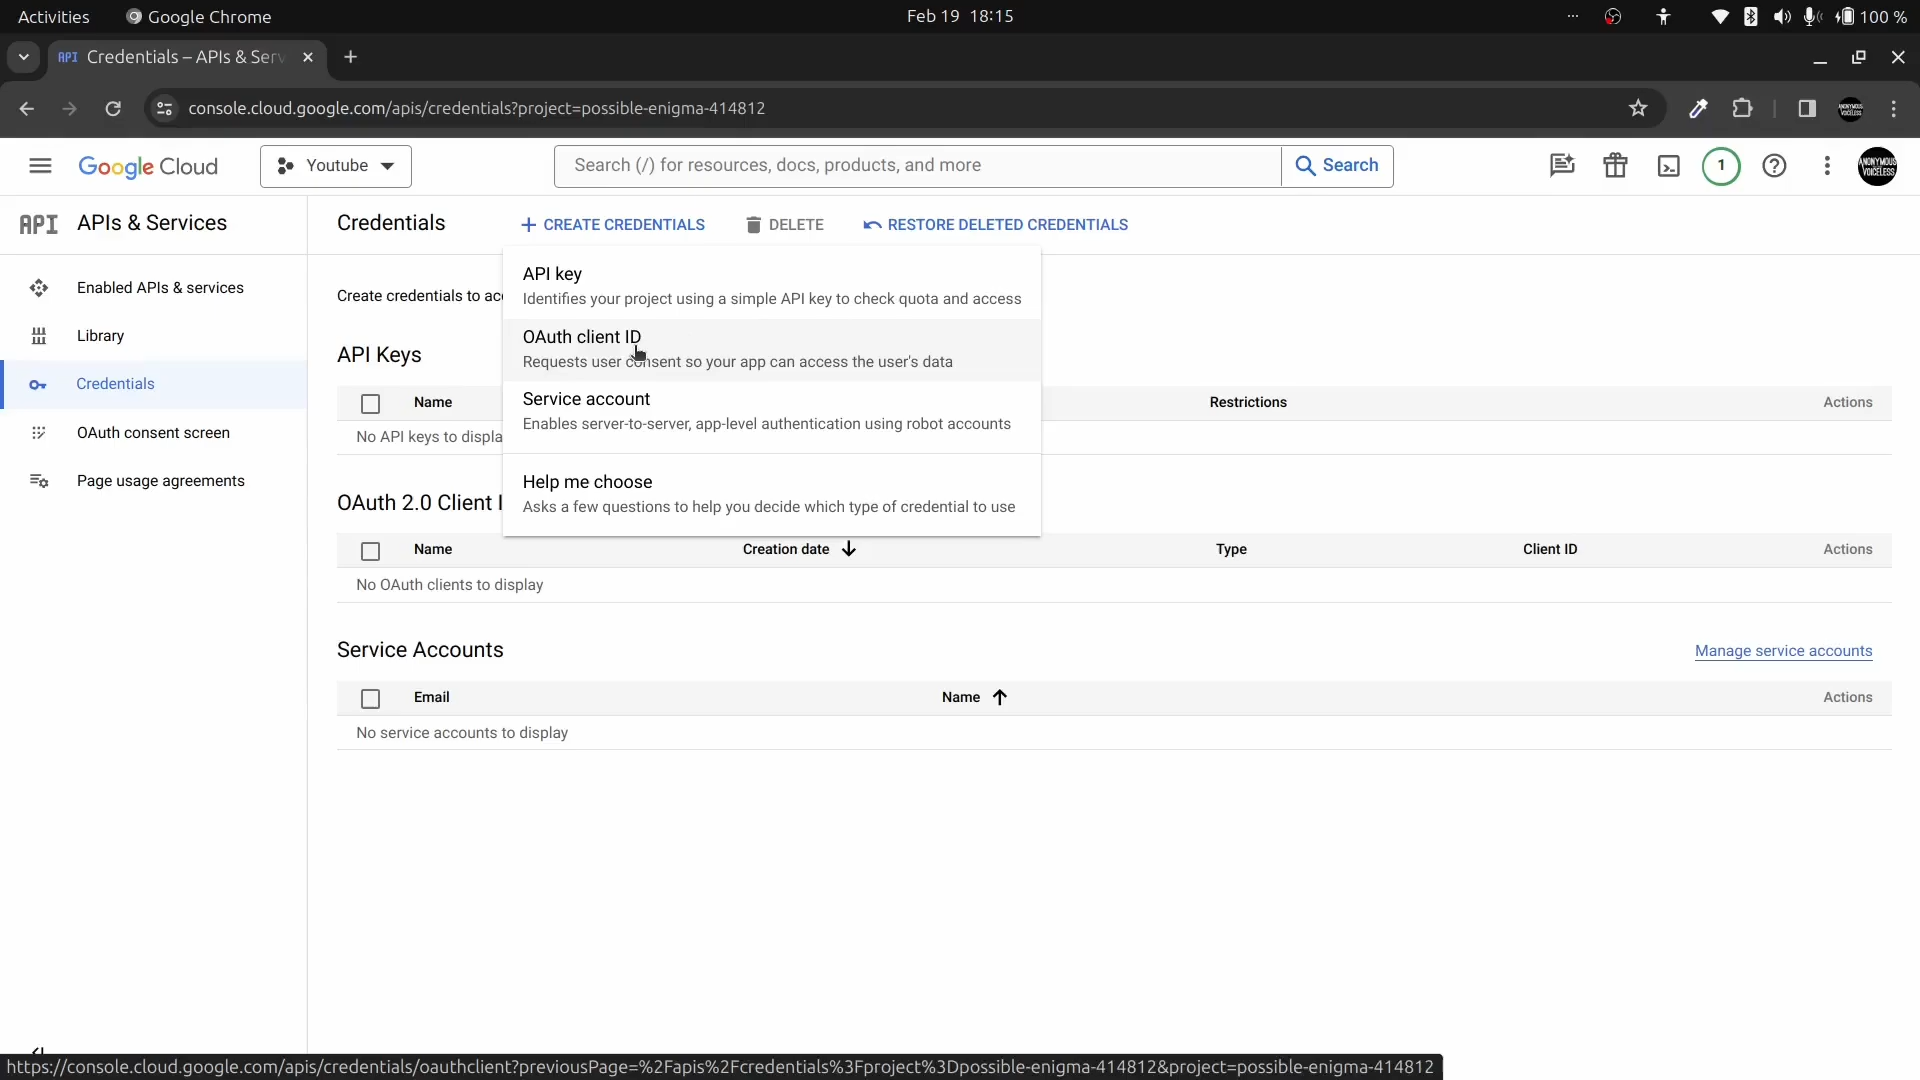 Activities
Google Chrome
Feb 19 18:15
100 %
API Credentials – APIs & Serv
console.cloud.google.com/apis/credentials?project=possible-enigma-414812
Google Cloud
Youtube
Search (/) for resources, docs, products, and more
Search
1
ANONYMOUS
VOICELESS
API APIs & Services
Credentials
CREATE CREDENTIALS
DELETE
RESTORE DELETED CREDENTIALS
Enabled APIs & services
Library
Credentials
OAuth consent screen
Page usage agreements
Create credentials to acc
API key
Identifies your project using a simple API key to check quota and access
OAuth client ID
Requests user consent so your app can access the user's data
Service account
Enables server-to-server, app-level authentication using robot accounts
Help me choose
Asks a few questions to help you decide which type of credential to use
API Keys
Name
Restrictions
Actions
No API keys to displa
OAuth 2.0 Client I
Name
Creation date
Type
Client ID
Actions
No OAuth clients to display
Service Accounts
Manage service accounts
Email
Name
Actions
No service accounts to display
https://console.cloud.google.com/apis/credentials/oauthclient?previousPage=%2Fapis%2Fcredentials%3Fproject%3Dpossible-enigma-414812&project=possible-enigma-414812